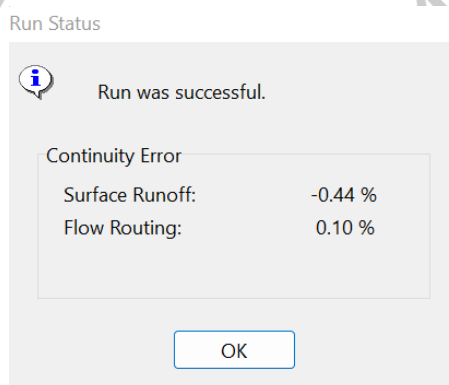 Run Status
Run was successful.
Continuity Error
Surface Runoff: -0.44 %
Flow Routing: 0.10 %
OK